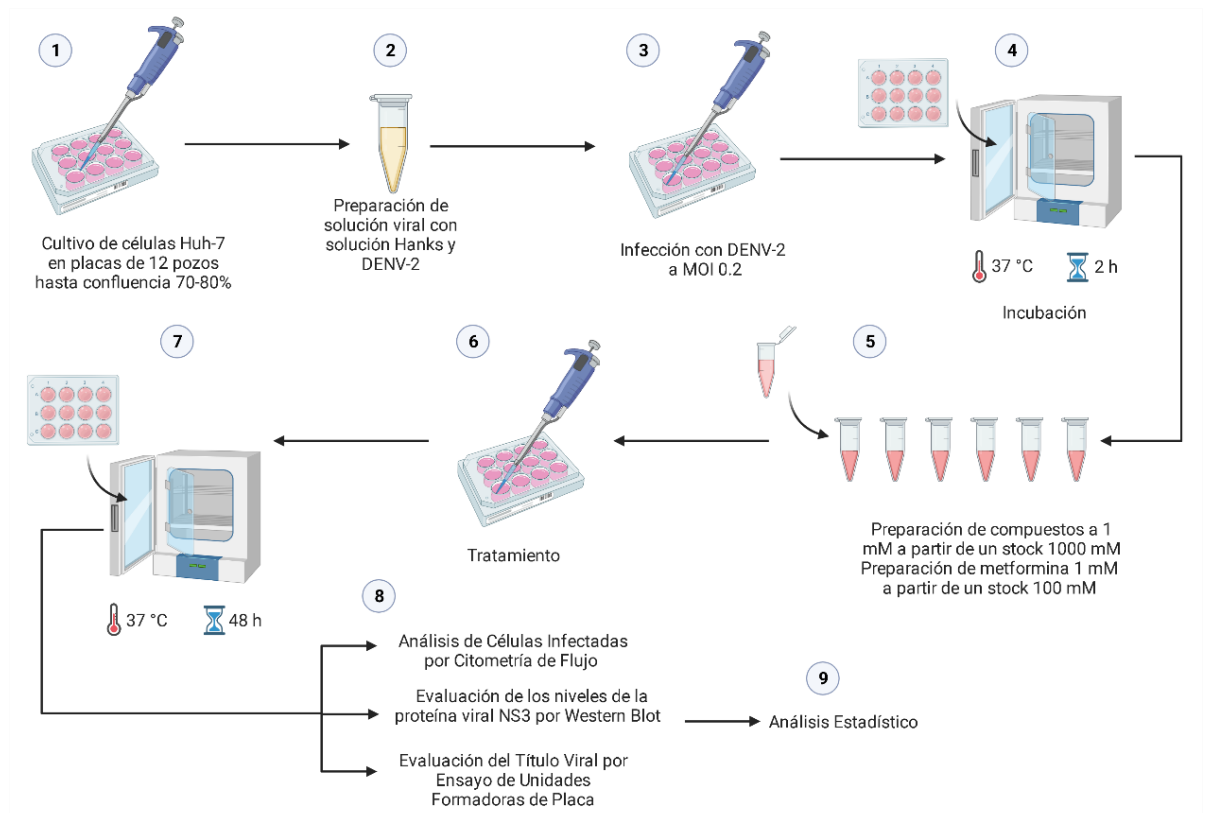 1
Cultivo de células Huh-7
en placas de 12 pozos
hasta confluencia 70-80%
2
Preparación de
solución viral con
solución Hanks y
DENV-2
3
Infección con DENV-2
a MOI 0.2
4
37 °C
2 h
Incubación
5
Preparación de compuestos a 1
mM a partir de un stock 1000 mM
Preparación de metformina 1 mM
a partir de un stock 100 mM
6
Tratamiento
7
37 °C
48 h
8
Análisis de Células Infectadas
por Citometría de Flujo
Evaluación de los niveles de la
proteína viral NS3 por Western Blot
Evaluación del Título Viral por
Ensayo de Unidades
Formadoras de Placa
9
Análisis Estadístico